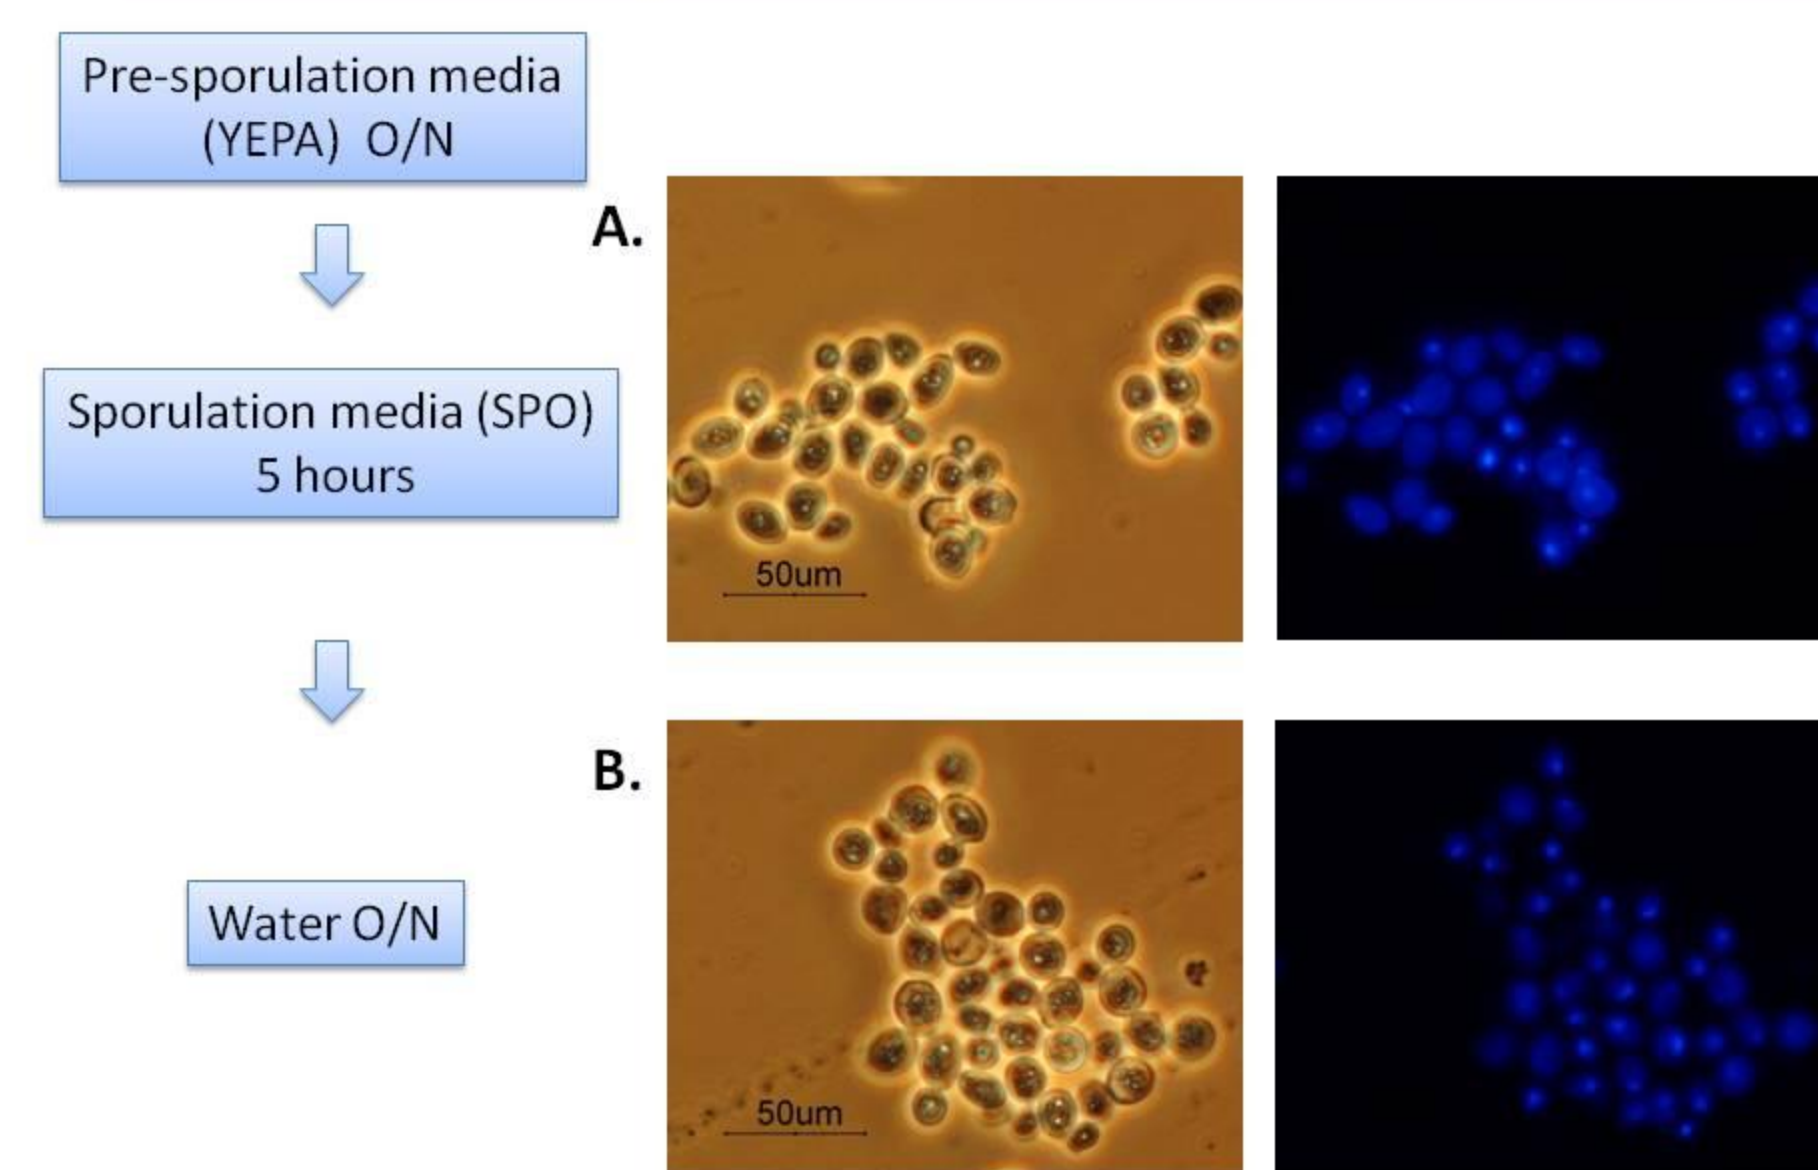 Pre-sporulation media
(YEPA) O/N
A.
Sporulation media (SPO)
5 hours
50um
B.
Water O/N
50um